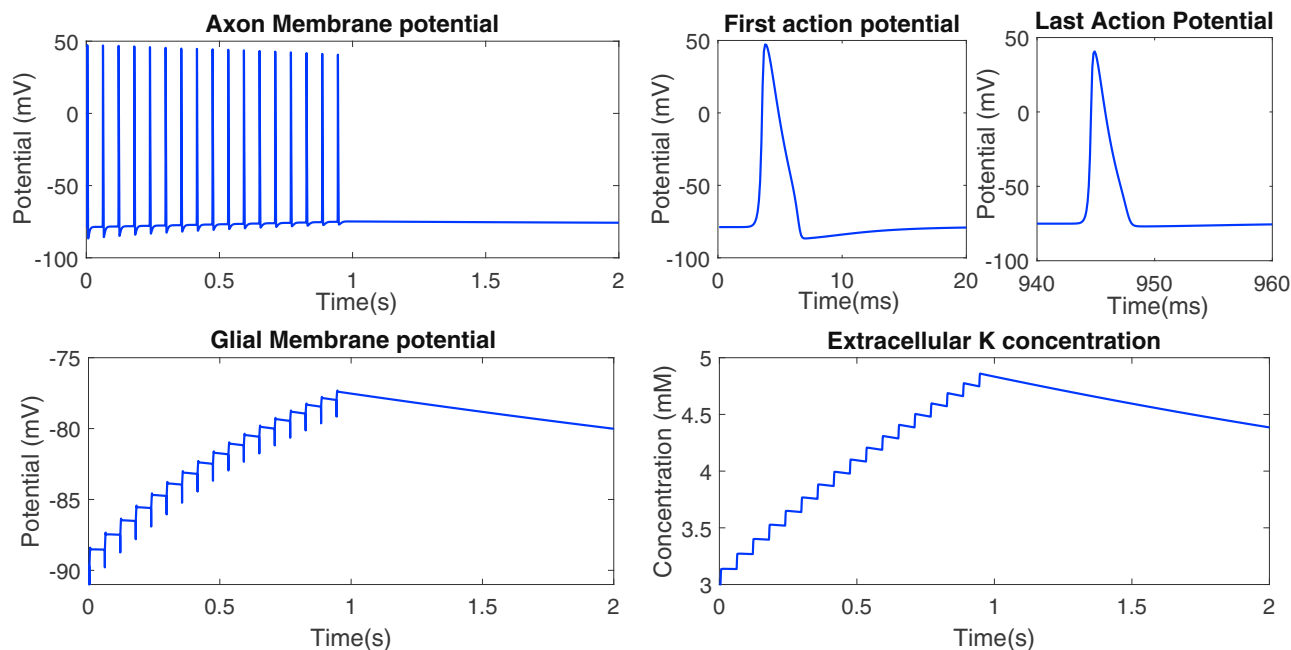 Axon Membrane potential
50
0
-50
-100
Potential (mV)
0
0.5
1
1.5
2
Time(s)
First action potential
50
0
-50
-100
Potential (mV)
0
10
20
Time(ms)
Last Action Potential
50
0
-50
-100
Potential (mV)
940
950
960
Time(ms)
Glial Membrane potential
-75
-80
-85
-90
Potential (mV)
0
0.5
1
1.5
2
Time(s)
Extracellular K concentration
5
4.5
4
3.5
3
Concentration (mM)
0
0.5
1
1.5
2
Time(s)